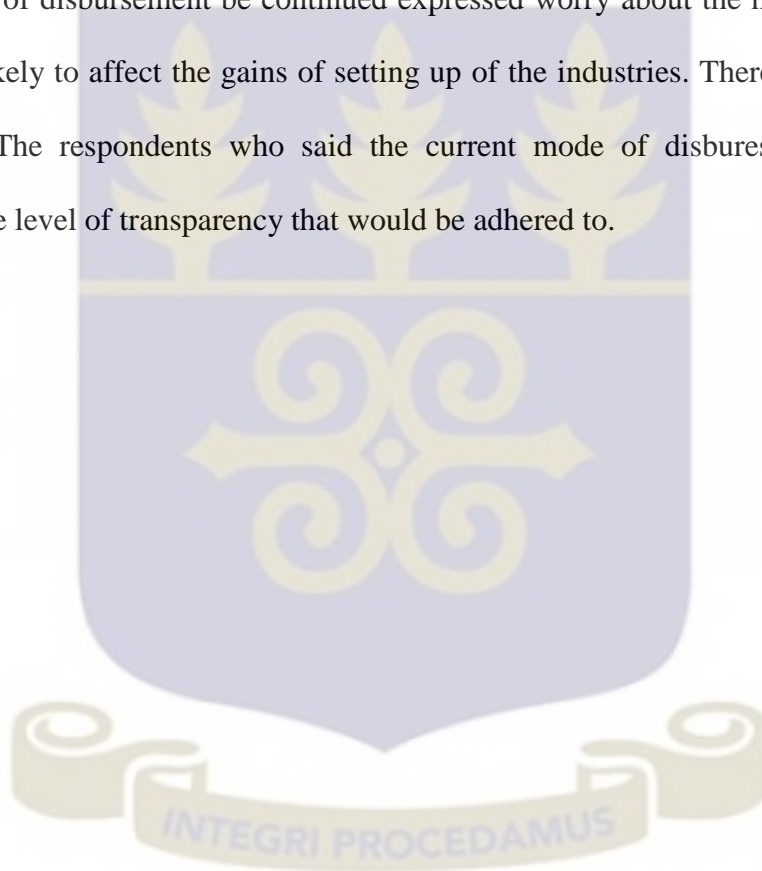 or disbursement be continued expressed worry about the
kely to affect the gains of setting up of the industries. There
The respondents who said the current mode of disbures
e level of transparency that would be adhered to.
INTEGRI PROCEDAMUS